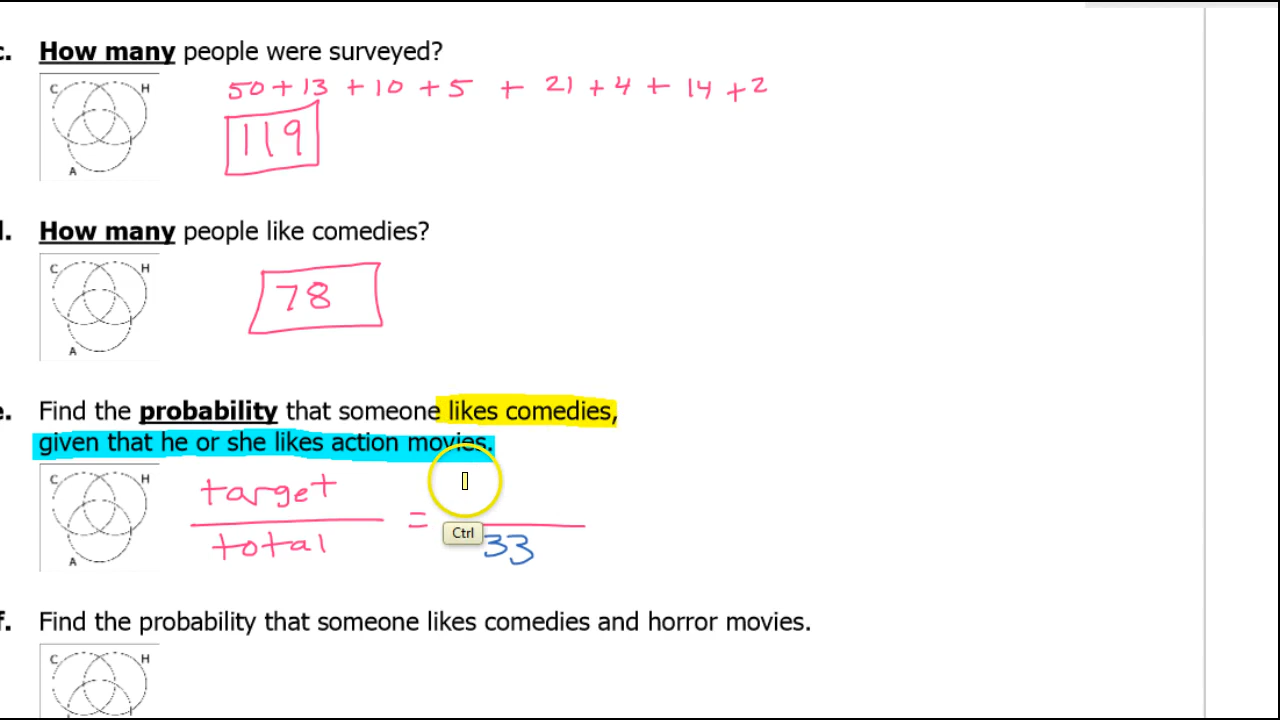 c. How many people were surveyed?
C H
50 + 13 + 10 + 5 + 21 + 4 + 14 + 2
119
A
d. How many people like comedies?
C H
78
A
e. Find the probability that someone likes comedies,
given that he or she likes action movies.
C H
target
=
Ctrl
total 33
A
f. Find the probability that someone likes comedies and horror movies.
C H